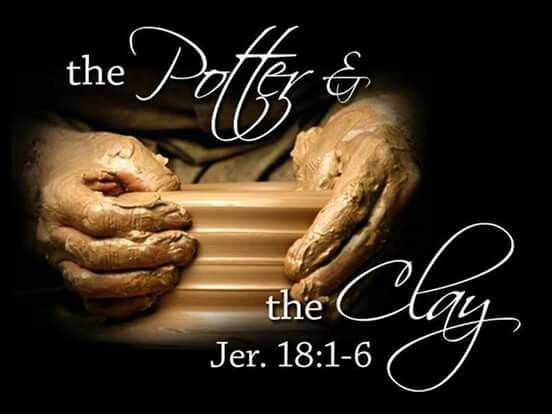 the Potter &
the Clay
Jer. 18:1-6